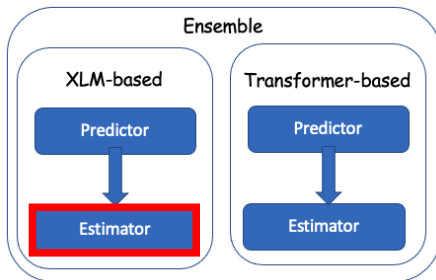 Ensemble
XLM-based
Transformer-based
Predictor
Predictor
Estimator
Estimator